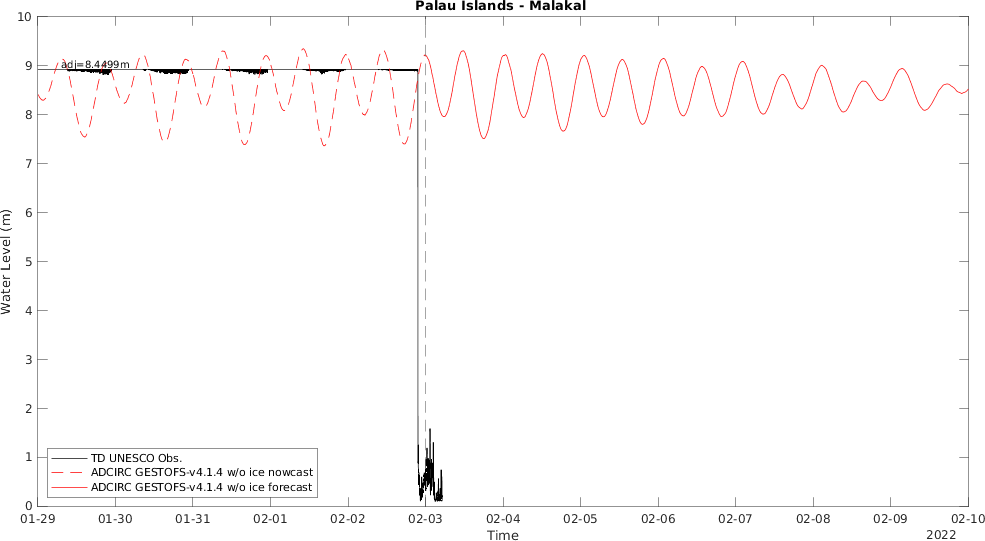 Palau Islands - Malakal
10
9
8
7
6
5
4
3
2
1
0
Water Level (m)
adj=8.4499m
TD UNESCO Obs.
ADCIRC GESTOFS-v4.1.4 w/o ice nowcast
ADCIRC GESTOFS-v4.1.4 w/o ice forecast
01-29 01-30 01-31 02-01 02-02 02-03 02-04 02-05 02-06 02-07 02-08 02-09 02-10
Time
2022